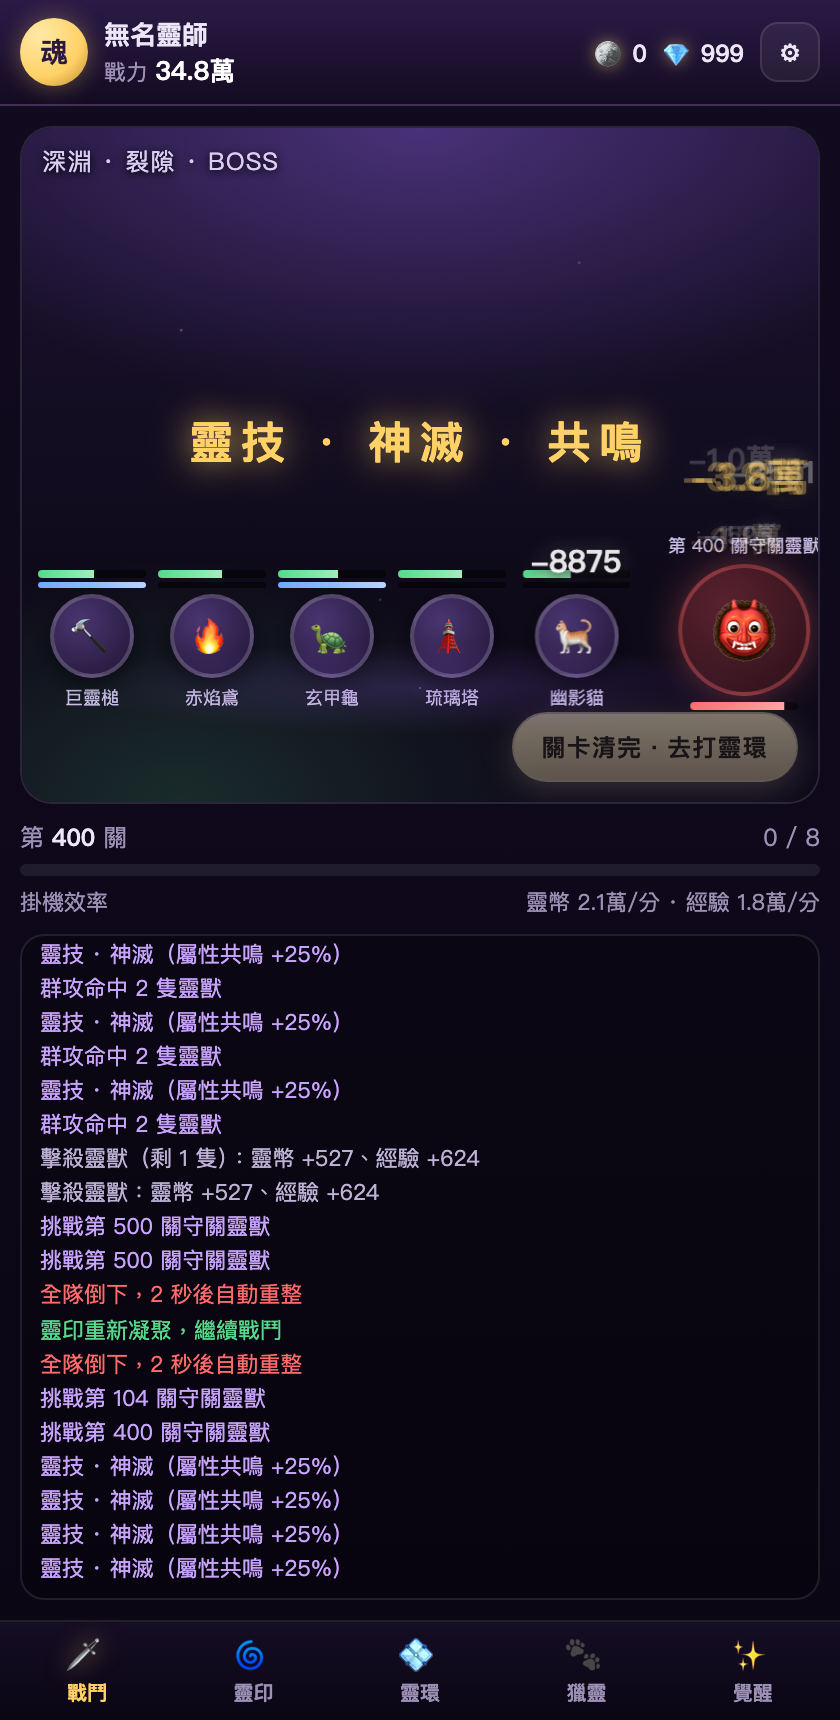 魂
無名靈師
戰力 34.8萬
0
999
深淵 · 裂隙 · BOSS
靈技 · 神滅 · 共鳴
−1.0萬
−8875
第 400 關守關靈獸
巨靈槌
赤焰鳶
玄甲龜
琉璃塔
幽影貓
關卡清完 · 去打靈環
第 400 關
0 / 8
掛機效率
靈幣 2.1萬/分 · 經驗 1.8萬/分
靈技 · 神滅（屬性共鳴 +25%）
群攻命中 2 隻靈獸
靈技 · 神滅（屬性共鳴 +25%）
群攻命中 2 隻靈獸
靈技 · 神滅（屬性共鳴 +25%）
群攻命中 2 隻靈獸
擊殺靈獸（剩 1 隻）：靈幣 +527、經驗 +624
擊殺靈獸：靈幣 +527、經驗 +624
挑戰第 500 關守關靈獸
挑戰第 500 關守關靈獸
全隊倒下，2 秒後自動重整
靈印重新凝聚，繼續戰鬥
全隊倒下，2 秒後自動重整
挑戰第 104 關守關靈獸
挑戰第 400 關守關靈獸
靈技 · 神滅（屬性共鳴 +25%）
靈技 · 神滅（屬性共鳴 +25%）
靈技 · 神滅（屬性共鳴 +25%）
靈技 · 神滅（屬性共鳴 +25%）
戰鬥
靈印
靈環
獵靈
覺醒